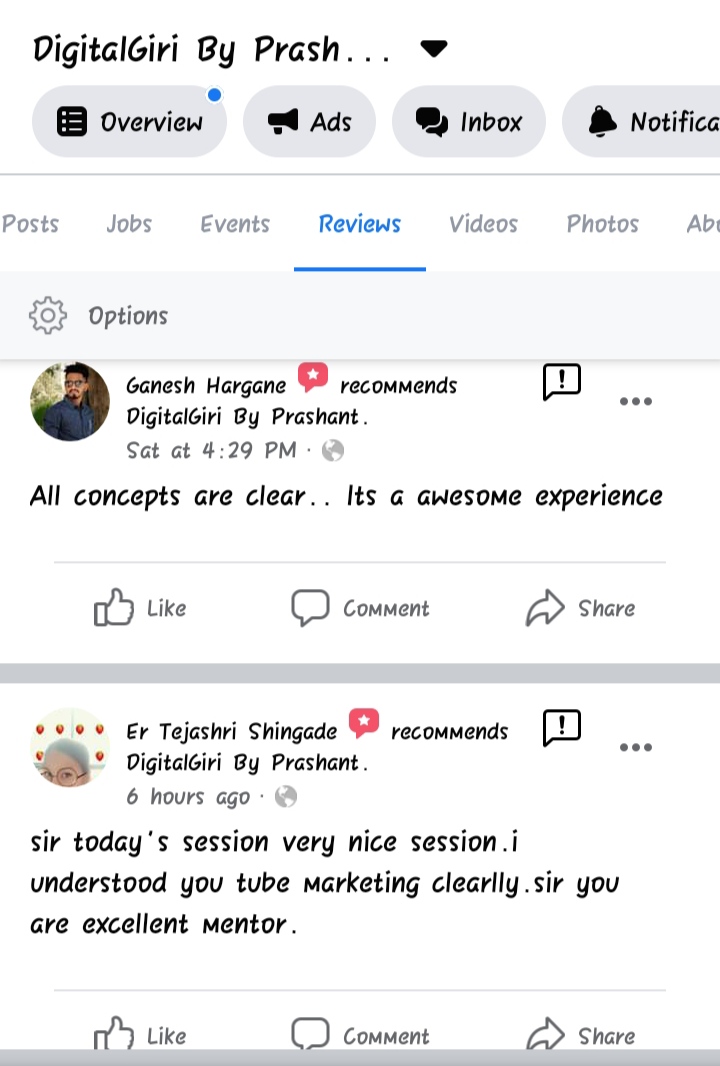 DigitalGiri By Prash...
Overview Ads Inbox Notifica
Posts Jobs Events Reviews Videos Photos Abo
Options
Ganesh Hargane recommends
DigitalGiri By Prashant.
Sat at 4:29 PM ·
All concepts are clear.. Its a awesome experience
Like Comment Share
Er Tejashri Shingade recommends
DigitalGiri By Prashant.
6 hours ago ·
sir today's session very nice session.i
understood you tube marketing clearlly.sir you
are excellent mentor.
Like Comment Share